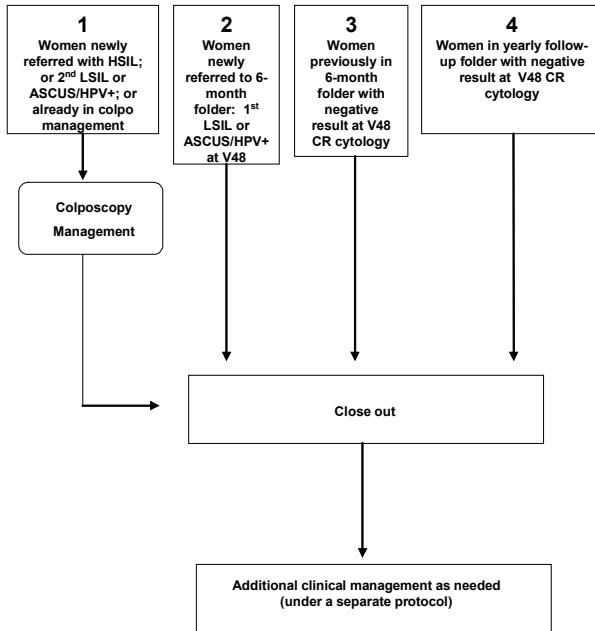 1
Women newly
referred with HSIL;
or 2nd LSIL or
ASCUS/HPV+; or
already in colpo
management
2
Women
newly
referred to 6-
month
folder: 1st
LSIL or
ASCUS/HPV+
at V48
3
Women
previously in
6-month
folder with
negative
result at V48
CR cytology
4
Women in yearly follow-
up folder with negative
result at V48 CR
cytology
Colposcopy
Management
Close out
Additional clinical management as needed
(under a separate protocol)